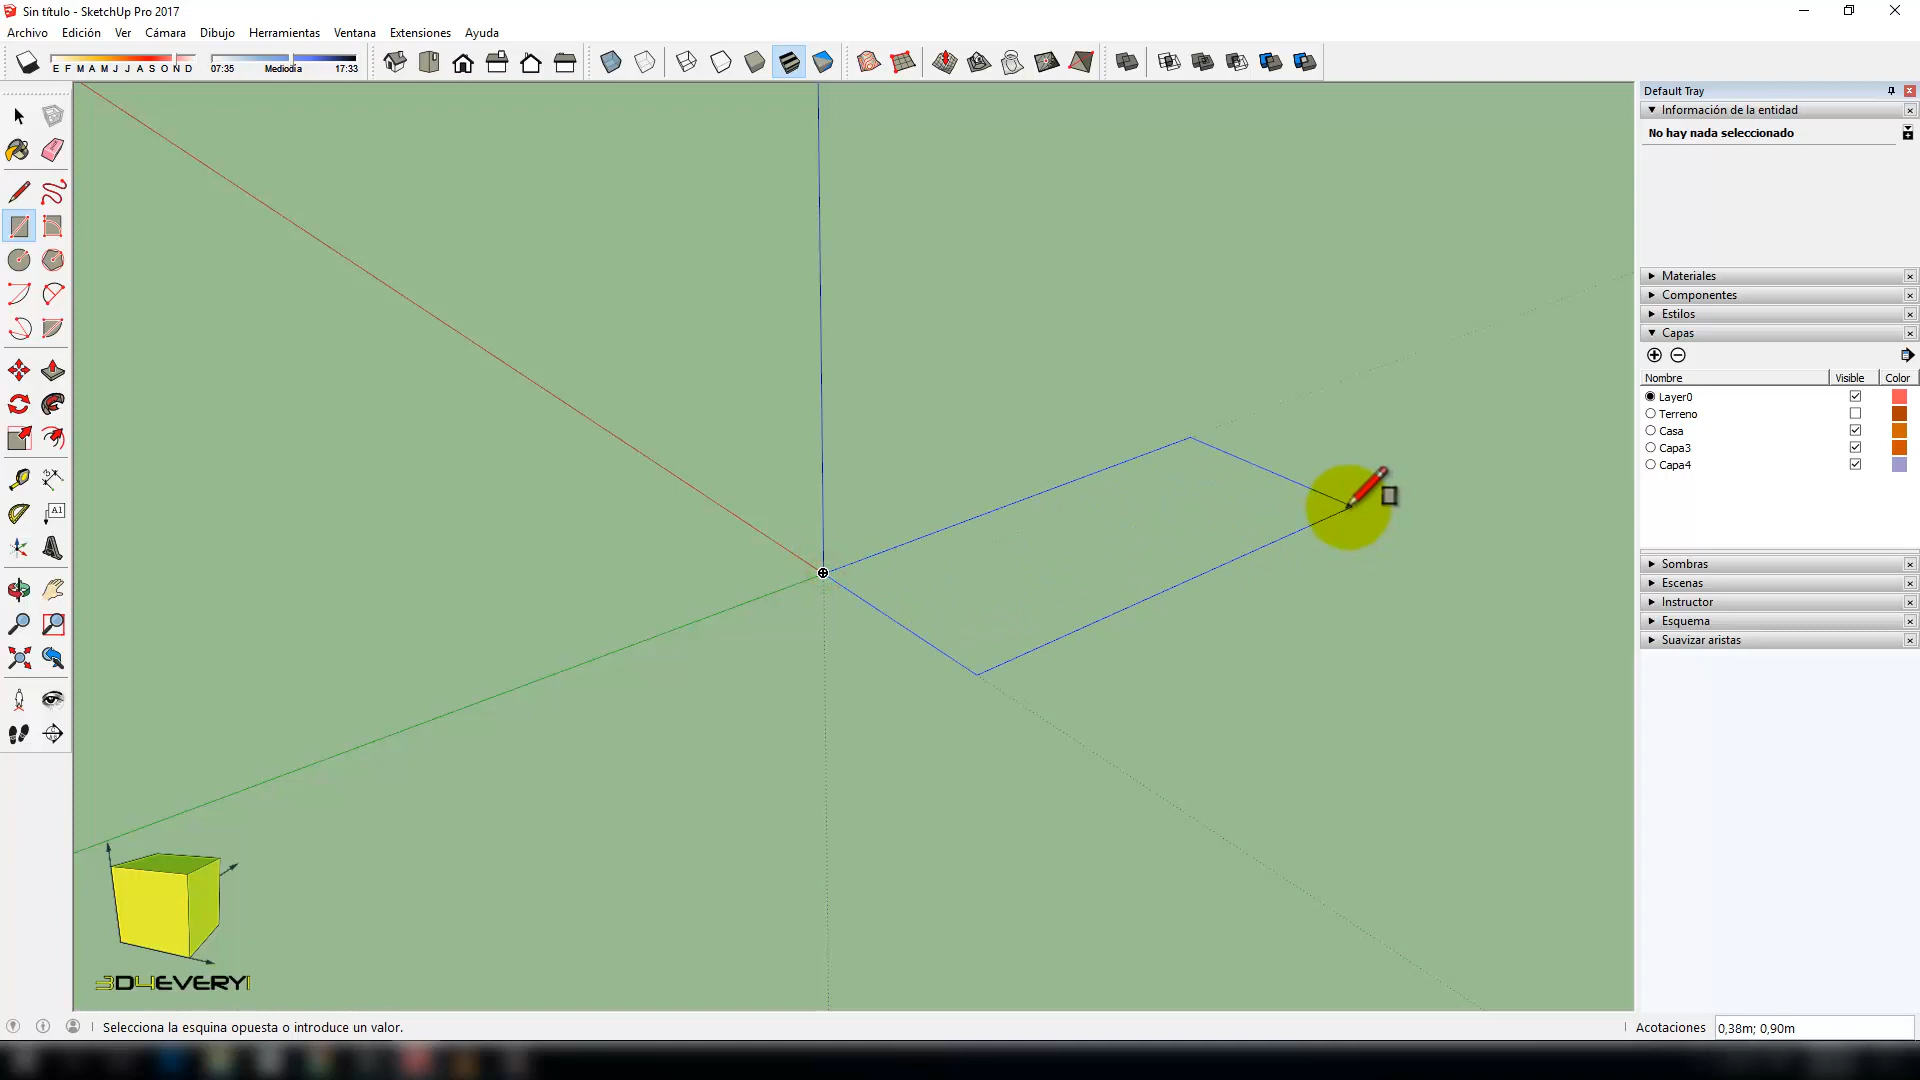 Sin título - SketchUp Pro 2017
Archivo Edición Ver Cámara Dibujo Herramientas Ventana Extensiones Ayuda
E F M A M J J A S O N D
07:35 Mediodía 17:33
Default Tray
Información de la entidad
No hay nada seleccionado
Materiales
Componentes
Estilos
Capas
Nombre Visible Color
Layer0
Terreno
Casa
Capa3
Capa4
Sombras
Escenas
Instructor
Esquema
Suavizar aristas
A1
3D4EVERY1
Selecciona la esquina opuesta o introduce un valor.
Acotaciones 0,38m; 0,90m